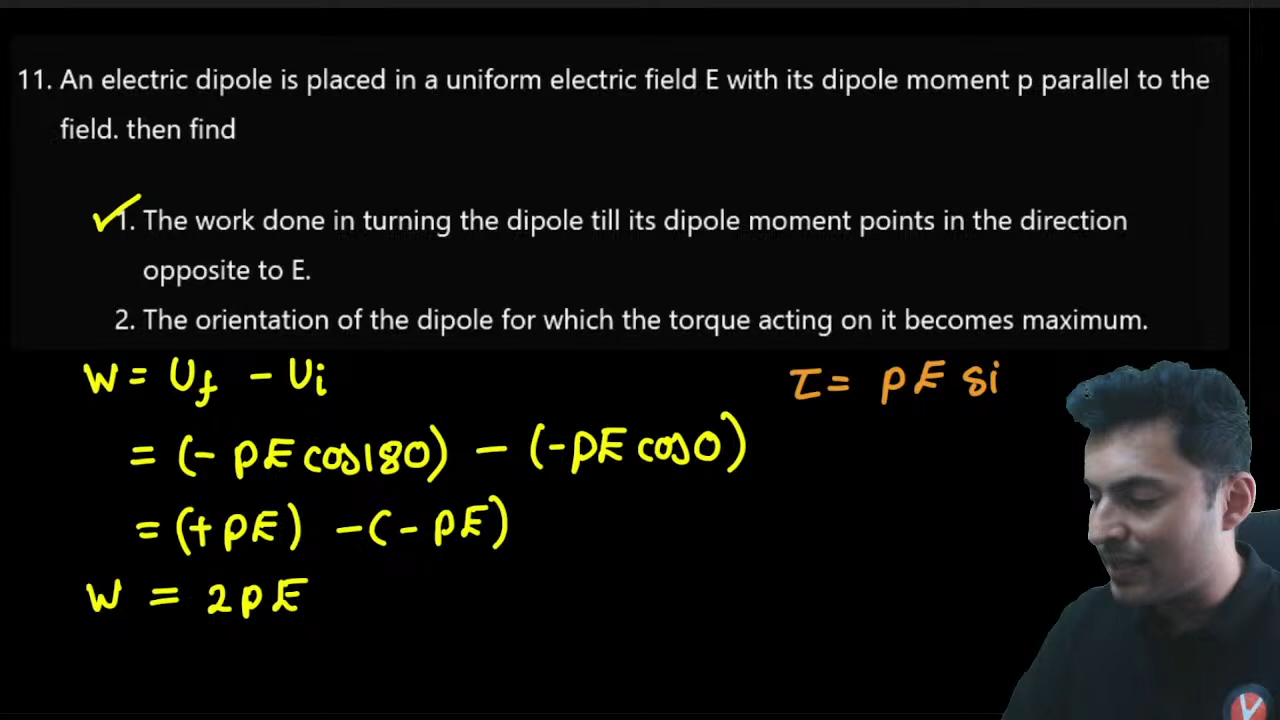 11. An electric dipole is placed in a uniform electric field E with its dipole moment p parallel to the
field. then find
1. The work done in turning the dipole till its dipole moment points in the direction
opposite to E.
2. The orientation of the dipole for which the torque acting on it becomes maximum.
W = Uf - Ui
τ = pE si
= (- pE cos180) - (-pE cos0)
= (+ pE) - (- pE)
W = 2pE